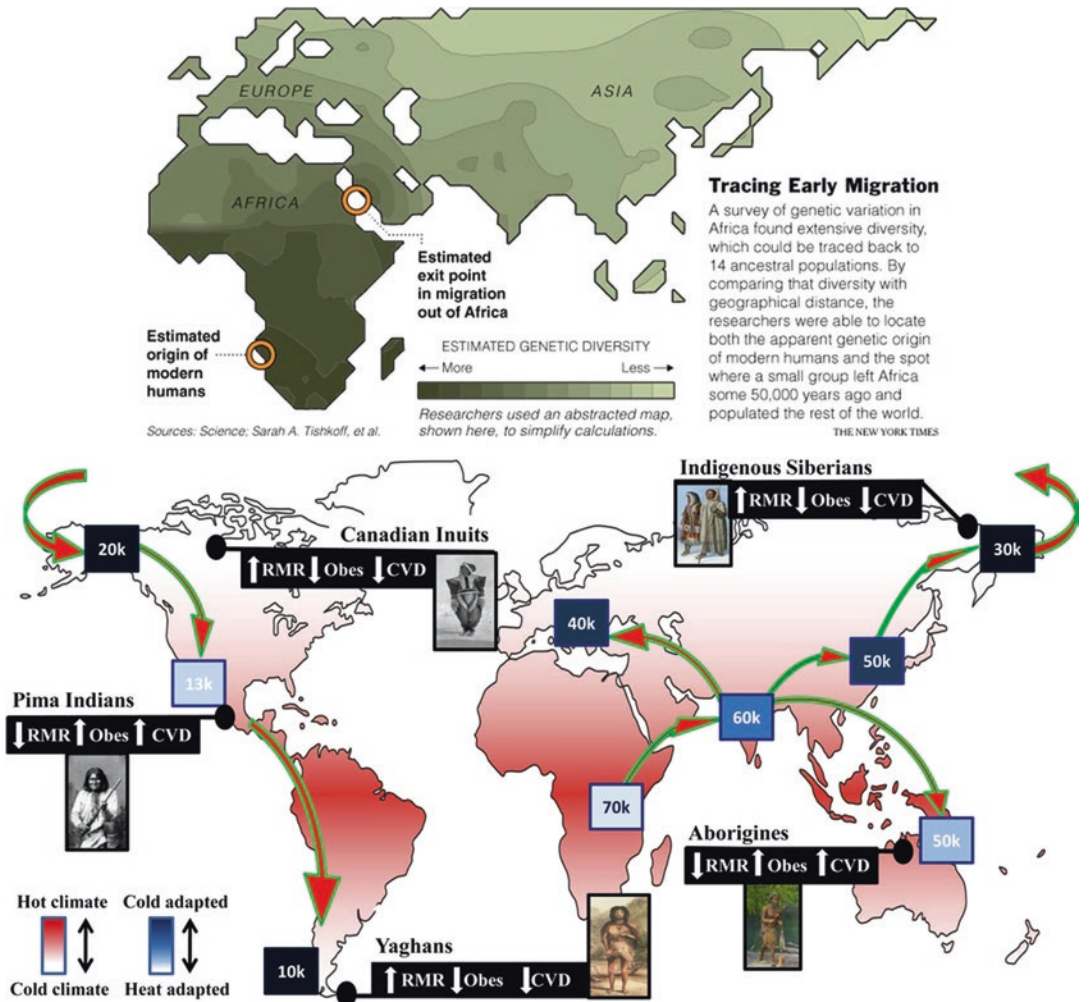 EUROPE
ASIA
AFRICA
Estimated
exit point
in migration
out of Africa
Estimated
origin of
modern
humans
ESTIMATED GENETIC DIVERSITY
← More
Less →
Researchers used an abstracted map,
shown here, to simplify calculations.
Sources: Science; Sarah A. Tishkoff, et al.
Tracing Early Migration
A survey of genetic variation in
Africa found extensive diversity,
which could be traced back to
14 ancestral populations. By
comparing that diversity with
geographical distance, the
researchers were able to locate
both the apparent genetic origin
of modern humans and the spot
where a small group left Africa
some 50,000 years ago and
populated the rest of the world.
THE NEW YORK TIMES
Indigenous Siberians
↑RMR ↓Obes ↓CVD
20k
Canadian Inuits
↑RMR ↓Obes ↓CVD
30k
40k
50k
13k
Pima Indians
↓RMR ↑Obes ↑CVD
60k
70k
50k
Aborigines
↓RMR ↑Obes ↑CVD
Hot climate
Cold climate
Cold adapted
Heat adapted
10k
Yaghans
↑RMR ↓Obes ↓CVD